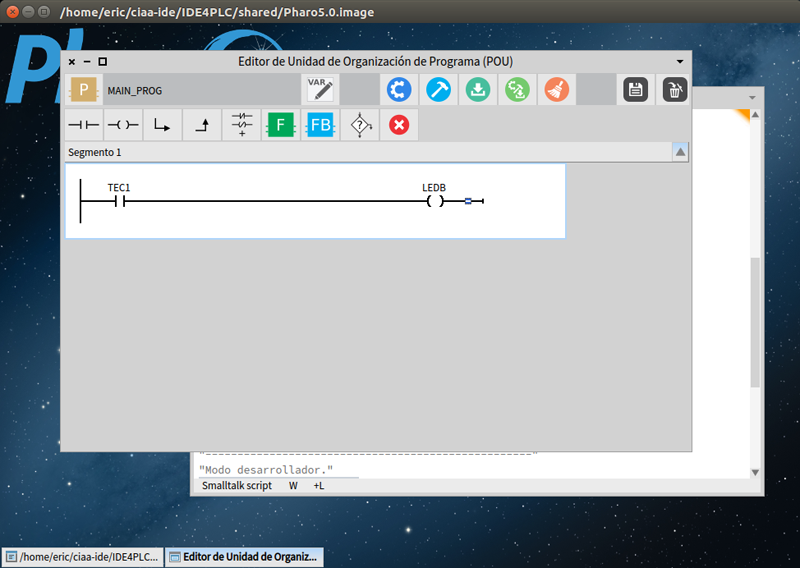 /home/eric/ciaa-ide/IDE4PLC/shared/Pharo5.0.image
Editor de Unidad de Organización de Programa (POU)
P
MAIN_PROG
VAR
F
FB
?
Segmento 1
TEC1
LEDB
"Modo desarrollador."
Smalltalk script
W
+L
/home/eric/ciaa-ide/IDE4PLC...
Editor de Unidad de Organiz...